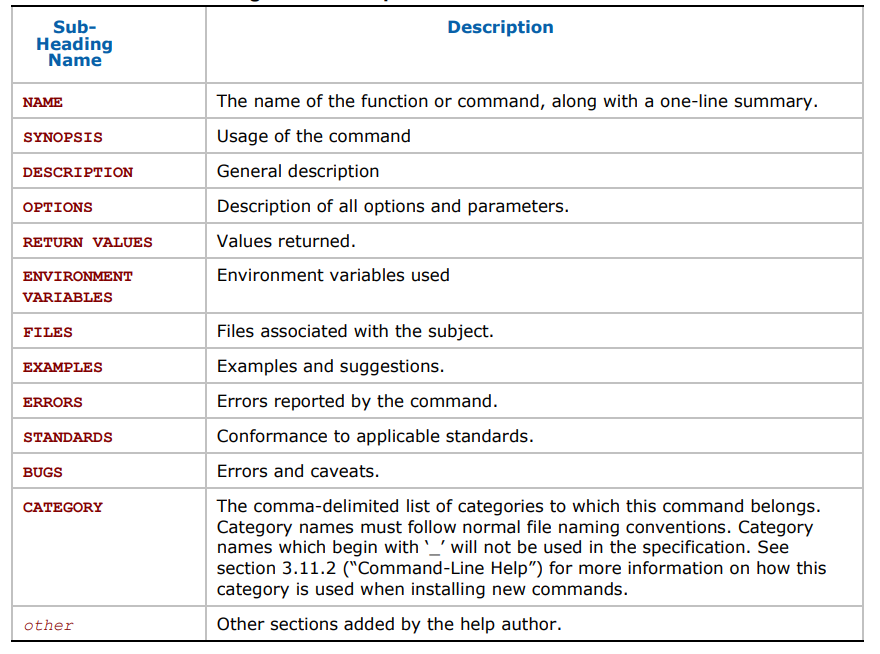 Sub-
Heading
Name
Description
NAME
The name of the function or command, along with a one-line summary.
SYNOPSIS
Usage of the command
DESCRIPTION
General description
OPTIONS
Description of all options and parameters.
RETURN VALUES
Values returned.
ENVIRONMENT
VARIABLES
Environment variables used
FILES
Files associated with the subject.
EXAMPLES
Examples and suggestions.
ERRORS
Errors reported by the command.
STANDARDS
Conformance to applicable standards.
BUGS
Errors and caveats.
CATEGORY
The comma-delimited list of categories to which this command belongs.
Category names must follow normal file naming conventions. Category
names which begin with ‘_’ will not be used in the specification. See
section 3.11.2 (“Command-Line Help”) for more information on how this
category is used when installing new commands.
other
Other sections added by the help author.